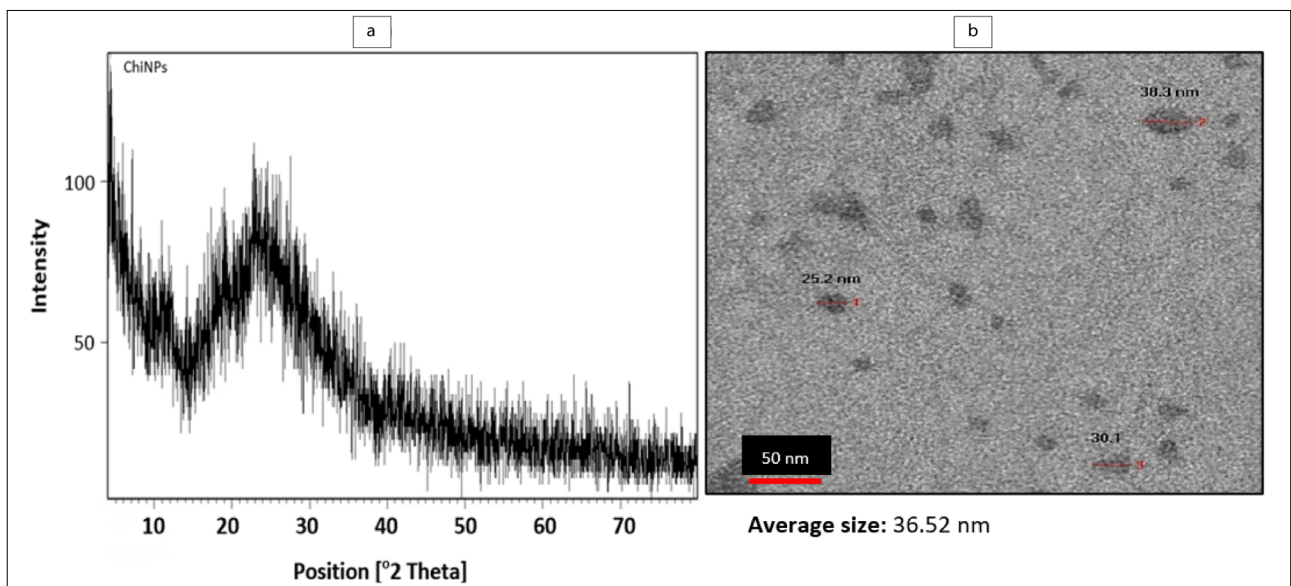 a
b
ChiNPs
100
50
Intensity
10 20 30 40 50 60 70
Position [°2 Theta]
38.3 nm
2
25.2 nm
1
30.1
3
50 nm
Average size: 36.52 nm